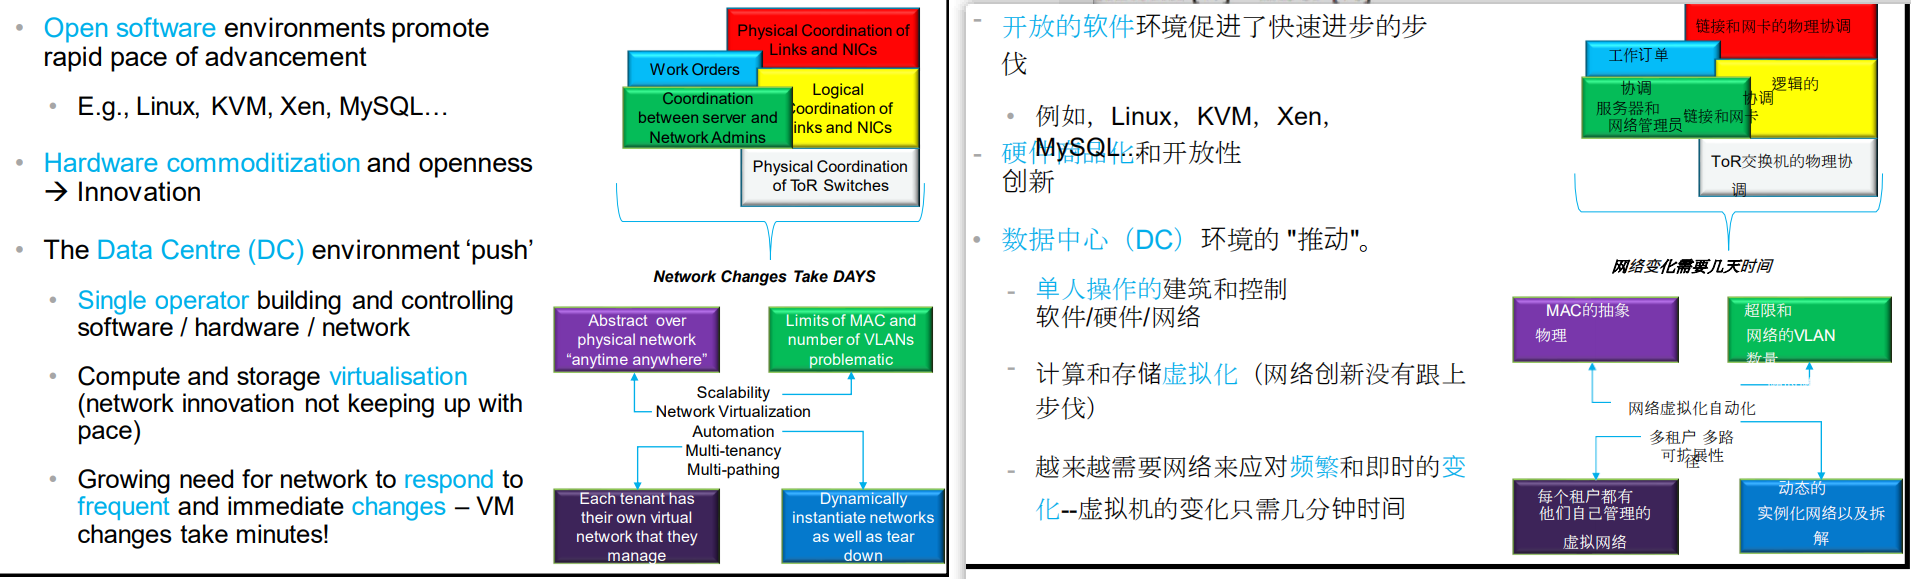 Open software environments promote
rapid pace of advancement
E.g., Linux, KVM, Xen, MySQL…
Hardware commoditization and openness
→ Innovation
The Data Centre (DC) environment ‘push’
Single operator building and controlling
software / hardware / network
Compute and storage virtualisation
(network innovation not keeping up with
pace)
Growing need for network to respond to
frequent and immediate changes – VM
changes take minutes!
Physical Coordination of
Links and NICs
Work Orders
Logical
Coordination of
Links and NICs
Coordination
between server and
Network Admins
Physical Coordination
of ToR Switches
Network Changes Take DAYS
Abstract over
physical network
“anytime anywhere”
Limits of MAC and
number of VLANs
problematic
Scalability
Network Virtualization
Automation
Multi-tenancy
Multi-pathing
Each tenant has
their own virtual
network that they
manage
Dynamically
instantiate networks
as well as tear
down
开放的软件环境促进了快速进步的步
伐
例如，Linux，KVM，Xen，
MySQL...
硬件商品化和开放性
创新
数据中心（DC）环境的 "推动"。
单人操作的建筑和控制
软件/硬件/网络
计算和存储虚拟化（网络创新没有跟上
步伐）
越来越需要网络来应对频繁和即时的变
化--虚拟机的变化只需几分钟时间
链接和网卡的物理协调
工作订单
逻辑的
协调
链接和网卡
协调
服务器和
网络管理员
ToR交换机的物理协
调
网络变化需要几天时间
MAC的抽象
物理
超限和
网络的VLAN
数量
网络虚拟化自动化
多租户 多路
径
可扩展性
每个租户都有
他们自己管理的
虚拟网络
动态的
实例化网络以及拆
解